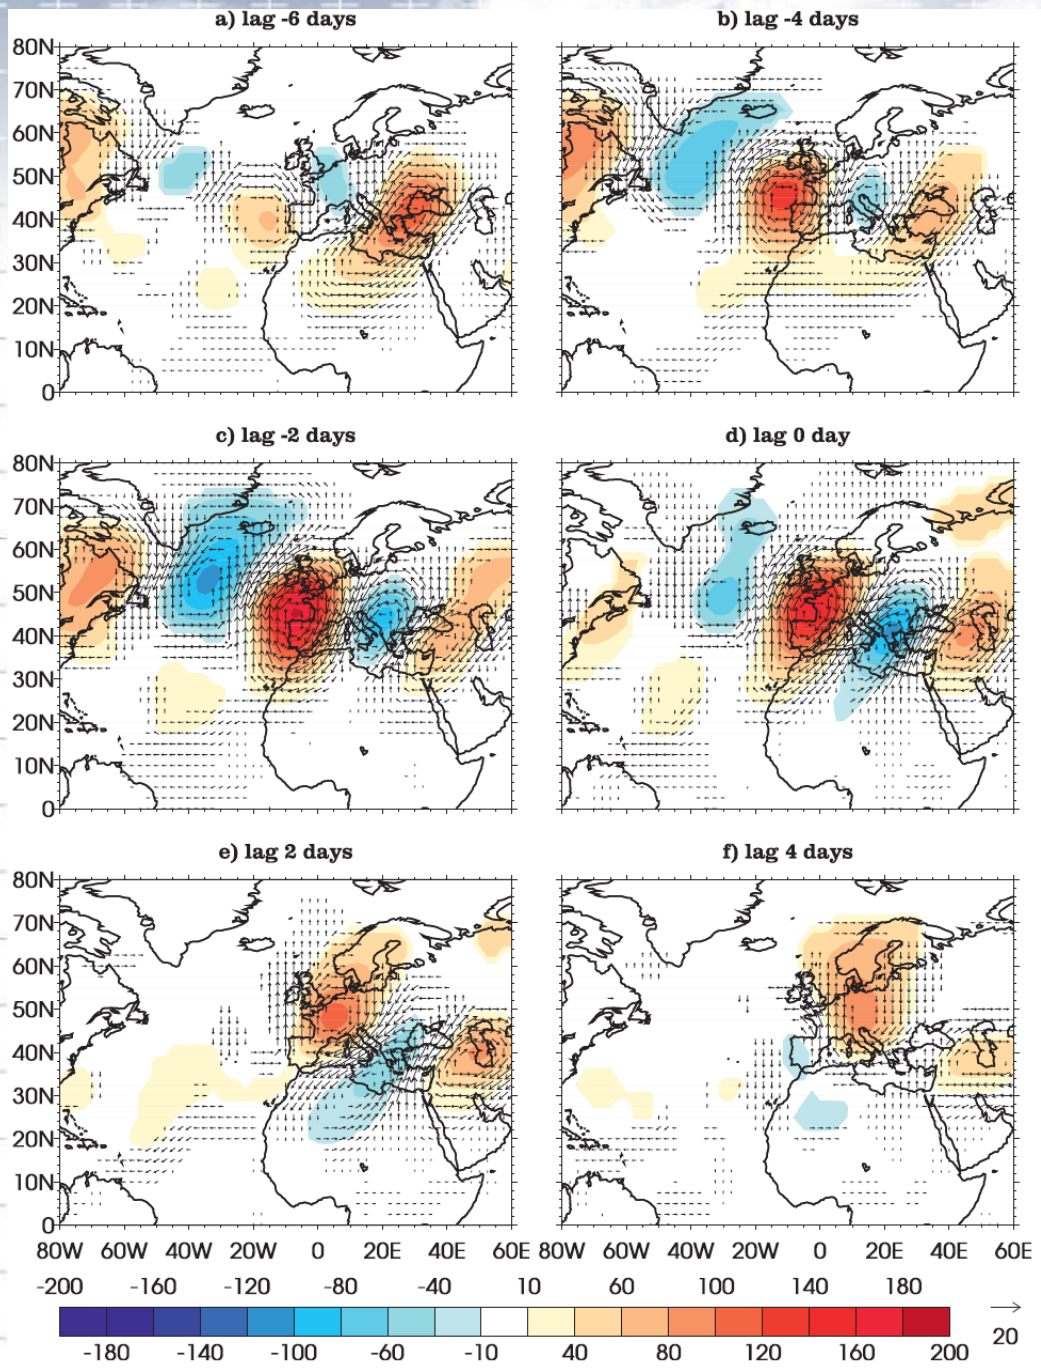 a) lag -6 days
b) lag -4 days
80N
70N
60N
50N
40N
30N
20N
10N
0
c) lag -2 days
d) lag 0 day
80N
70N
60N
50N
40N
30N
20N
10N
0
e) lag 2 days
f) lag 4 days
80N
70N
60N
50N
40N
30N
20N
10N
0
80W 60W 40W 20W 0 20E 40E 60E 80W 60W 40W 20W 0 20E 40E 60E
-200 -160 -120 -80 -40 10 60 100 140 180
-180 -140 -100 -60 -10 40 80 120 160 200
20